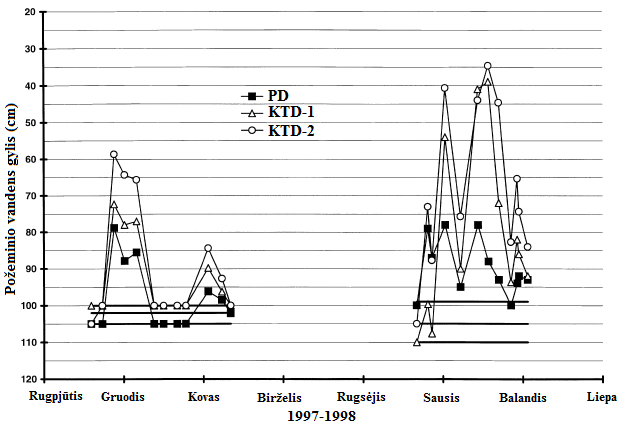 20
30
40
50
60
70
80
90
100
110
120
Požeminio vandens gylis (cm)
PD
KTD-1
KTD-2
Rugpjūtis Gruodis Kovas Birželis Rugsėjis Sausis Balandis Liepa
1997-1998